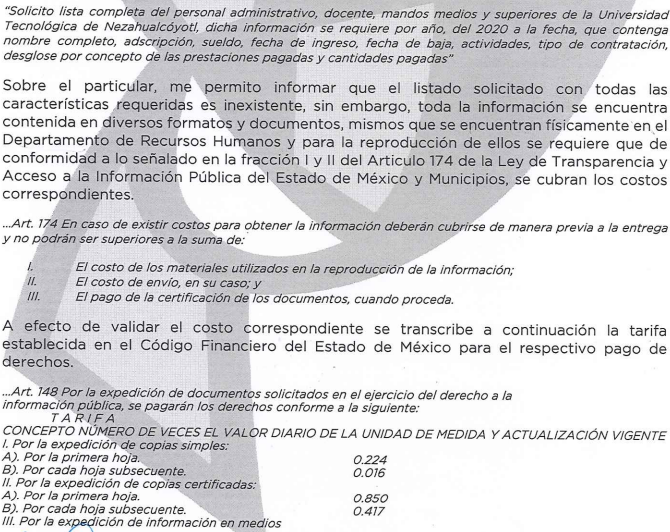 “Solicito lista completa del personal administrativo, docente, mandos medios y superiores de la Universidad
Tecnológica de Nezahualcóyotl, dicha información se requiere por año, del 2020 a la fecha, que contenga
nombre completo, adscripción, sueldo, fecha de ingreso, fecha de baja, actividades, tipo de contratación,
desglose por concepto de las prestaciones pagadas y cantidades pagadas”
Sobre el particular, me permito informar que el listado solicitado con todas las
características requeridas es inexistente, sin embargo, toda la información se encuentra
contenida en diversos formatos y documentos, mismos que se encuentran físicamente en el
Departamento de Recursos Humanos y para la reproducción de ellos se requiere que de
conformidad a lo señalado en la fracción I y II del Articulo 174 de la Ley de Transparencia y
Acceso a la Información Pública del Estado de México y Municipios, se cubran los costos
correspondientes.
...Art. 174 En caso de existir costos para obtener la información deberán cubrirse de manera previa a la entrega
y no podrán ser superiores a la suma de:
I. El costo de los materiales utilizados en la reproducción de la información;
II. El costo de envío, en su caso; y
III. El pago de la certificación de los documentos, cuando proceda.
A efecto de validar el costo correspondiente se transcribe a continuación la tarifa
establecida en el Código Financiero del Estado de México para el respectivo pago de
derechos.
...Art. 148 Por la expedición de documentos solicitados en el ejercicio del derecho a la
información pública, se pagarán los derechos conforme a la siguiente:
T A R I F A
CONCEPTO NÚMERO DE VECES EL VALOR DIARIO DE LA UNIDAD DE MEDIDA Y ACTUALIZACIÓN VIGENTE
I. Por la expedición de copias simples:
A). Por la primera hoja. 0.224
B). Por cada hoja subsecuente. 0.016
II. Por la expedición de copias certificadas:
A). Por la primera hoja. 0.850
B). Por cada hoja subsecuente. 0.417
III. Por la expedición de información en medios